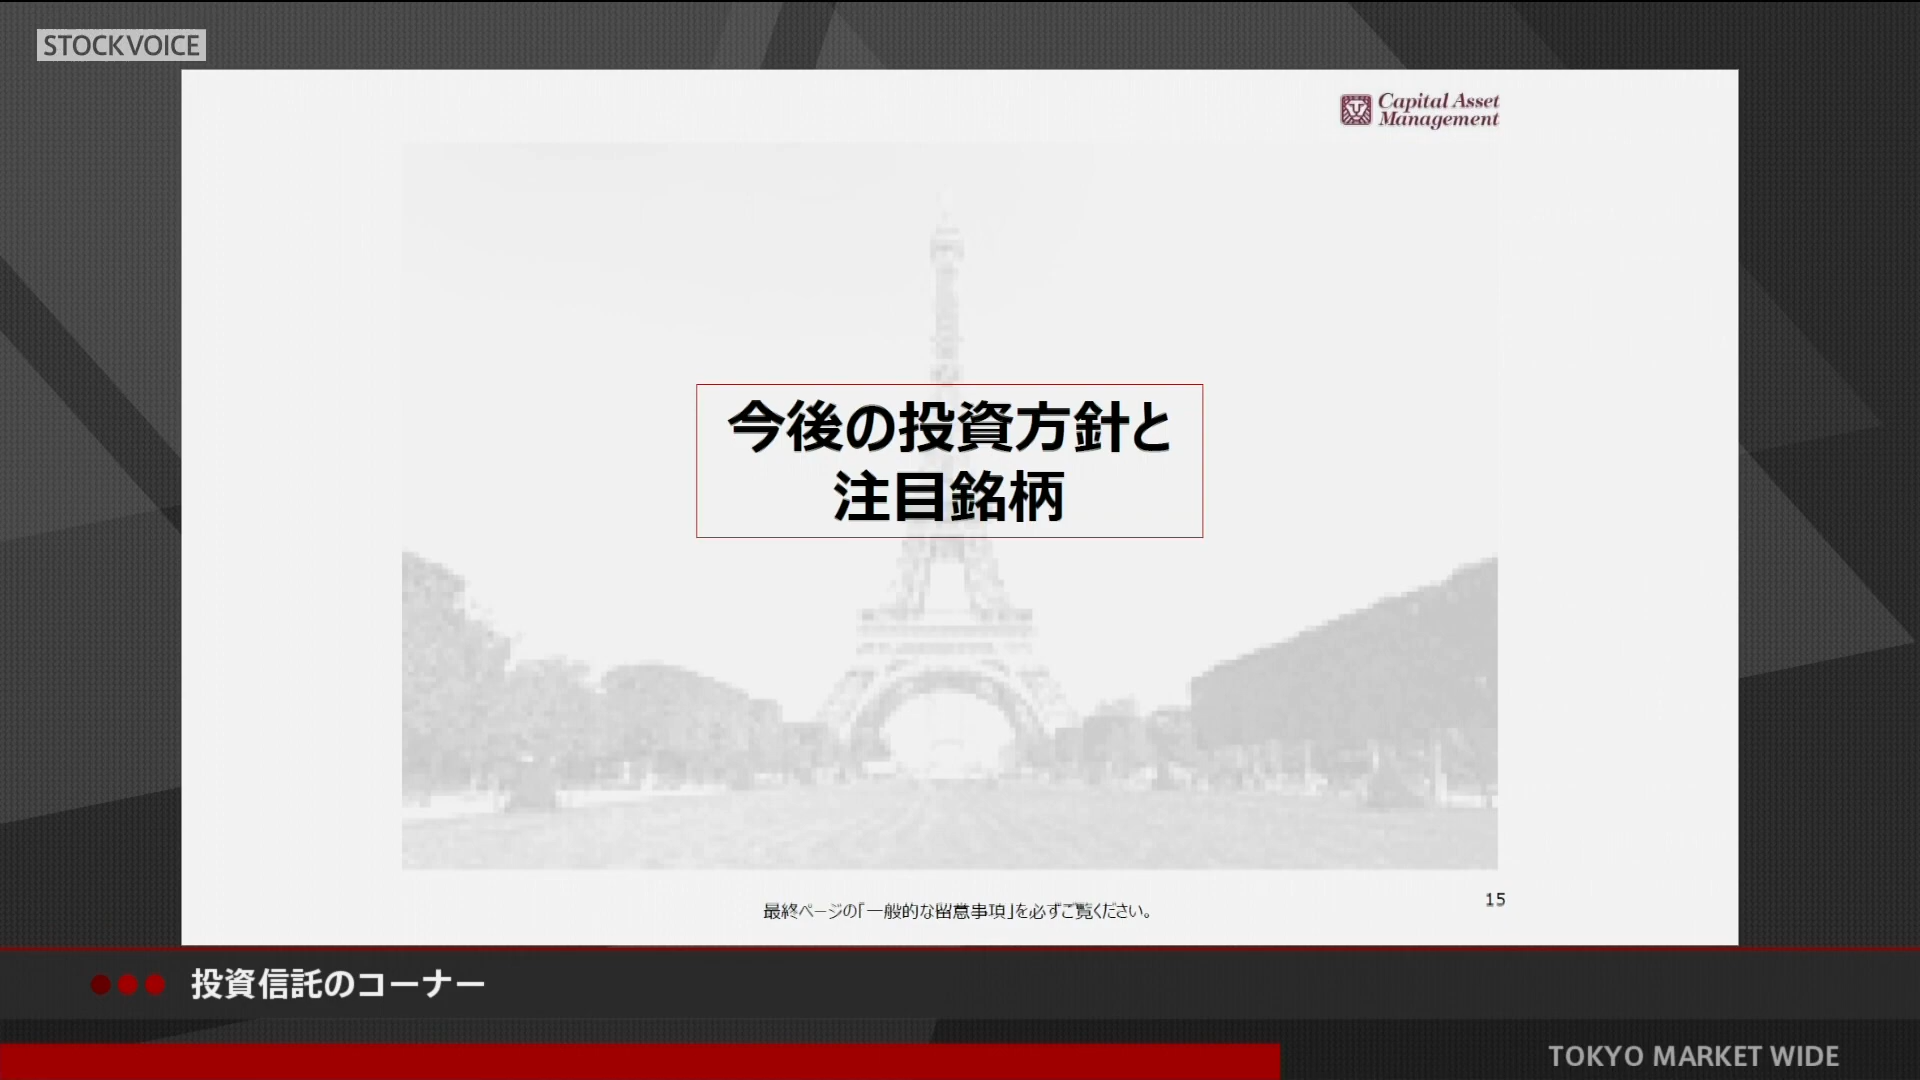 STOCKVOICE
Capital Asset
Management
今後の投資方針と
注目銘柄
最終ページの「一般的な留意事項」を必ずご覧ください。
15
投資信託のコーナー
TOKYO MARKET WIDE